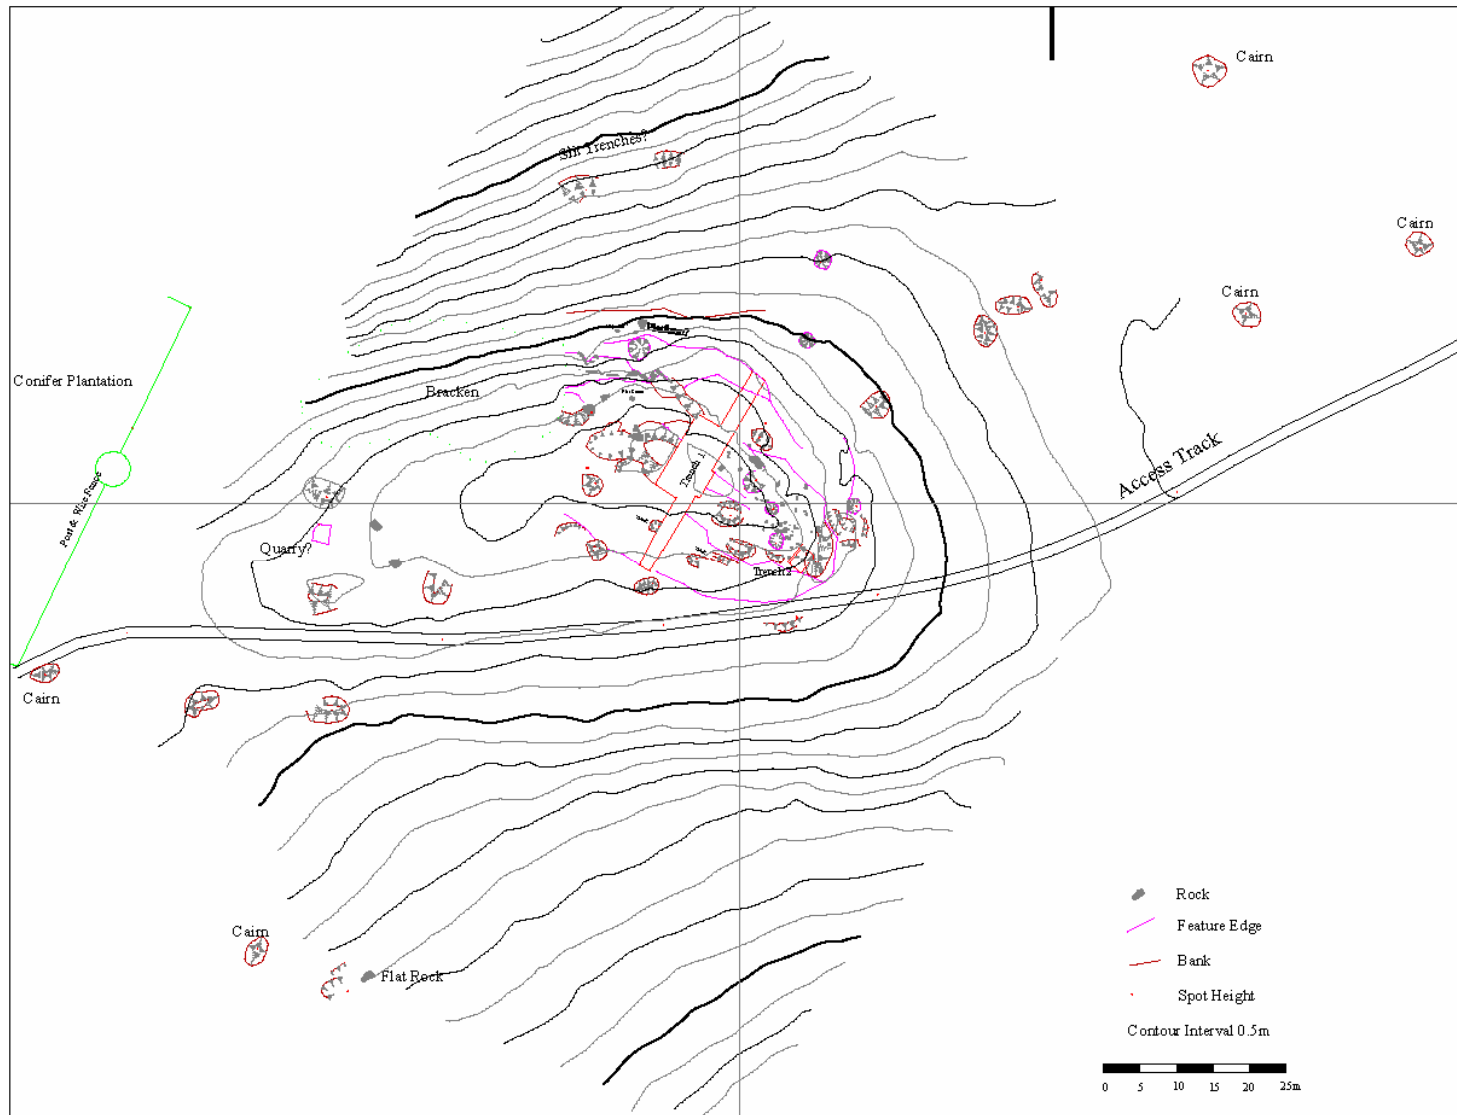 Cairn
Slit Trenches?
Cairn
Cairn
Conifer Plantation
Bracken
Access Track
Trench 1
Post & Wire Fence
Quarry?
Trench 2
Cairn
Cairn
Flat Rock
Rock
Feature Edge
Bank
Spot Height
Contour Interval 0.5m
0 5 10 15 20 25m